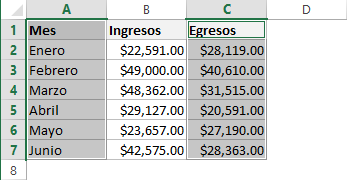 A B C D
1 Mes Ingresos Egresos
2 Enero $22,591.00 $28,119.00
3 Febrero $49,000.00 $40,610.00
4 Marzo $48,362.00 $31,515.00
5 Abril $29,127.00 $20,591.00
6 Mayo $23,657.00 $27,190.00
7 Junio $42,575.00 $28,363.00
8